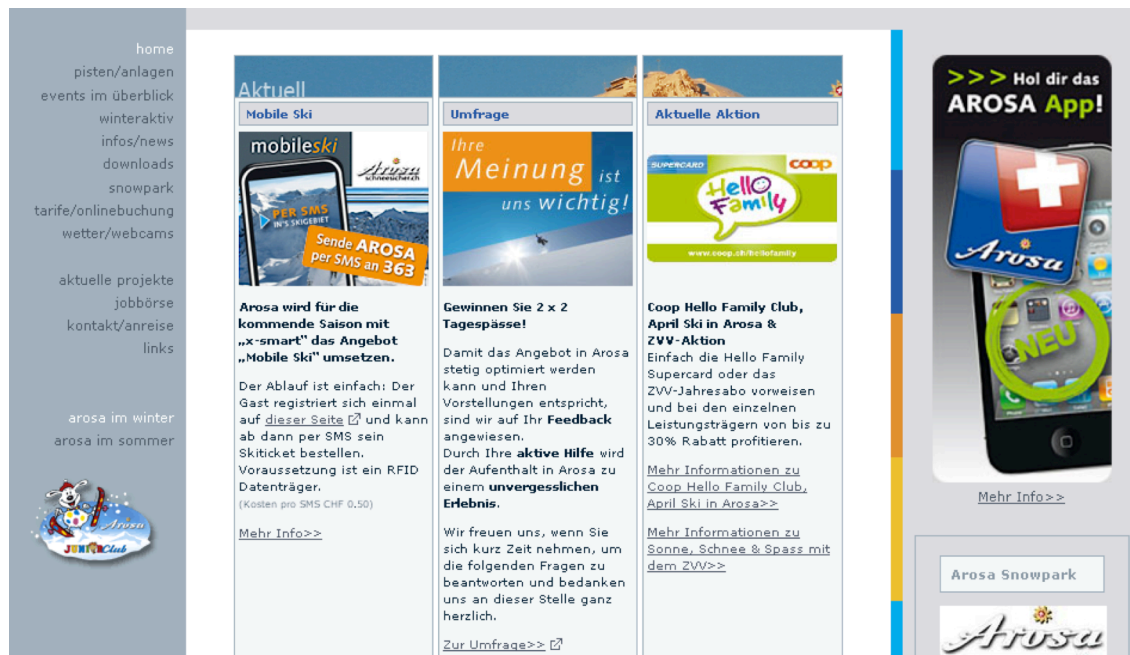 home
pisten/anlagen
events im überblick
winteraktiv
infos/news
downloads
snowpark
tarife/onlinebuchung
wetter/webcams
aktuelle projekte
jobbörse
kontakt/anreise
links
arosa im winter
arosa im sommer
Arosa
JUNIORClub
Aktuell
Mobile Ski
mobileski
Arosa
schneesicher.ch
PER SMS
IN'S SKIGEBIET
Sende AROSA
per SMS an 363
Arosa wird für die
kommende Saison mit
„x-smart" das Angebot
„Mobile Ski" umsetzen.
Der Ablauf ist einfach: Der
Gast registriert sich einmal
auf dieser Seite und kann
ab dann per SMS sein
Skiticket bestellen.
Voraussetzung ist ein RFID
Datenträger.
(Kosten pro SMS CHF 0.50)
Mehr Info>>
Umfrage
Ihre
Meinung ist
uns wichtig!
Gewinnen Sie 2 x 2
Tagespässe!
Damit das Angebot in Arosa
stetig optimiert werden
kann und Ihren
Vorstellungen entspricht,
sind wir auf Ihr Feedback
angewiesen.
Durch Ihre aktive Hilfe wird
der Aufenthalt in Arosa zu
einem unvergesslichen
Erlebnis.
Wir freuen uns, wenn Sie
sich kurz Zeit nehmen, um
die folgenden Fragen zu
beantworten und bedanken
uns an dieser Stelle ganz
herzlich.
Zur Umfrage>>
Aktuelle Aktion
SUPERCARD coop
Hello
Family
www.coop.ch/hellofamily
Coop Hello Family Club,
April Ski in Arosa &
ZVV-Aktion
Einfach die Hello Family
Supercard oder das
ZVV-Jahresabo vorweisen
und bei den einzelnen
Leistungsträgern von bis zu
30% Rabatt profitieren.
Mehr Informationen zu
Coop Hello Family Club,
April Ski in Arosa>>
Mehr Informationen zu
Sonne, Schnee & Spass mit
dem ZVV>>
>>> Hol dir das
AROSA App!
Arosa
NEU
Mehr Info>>
Arosa Snowpark
Arosa